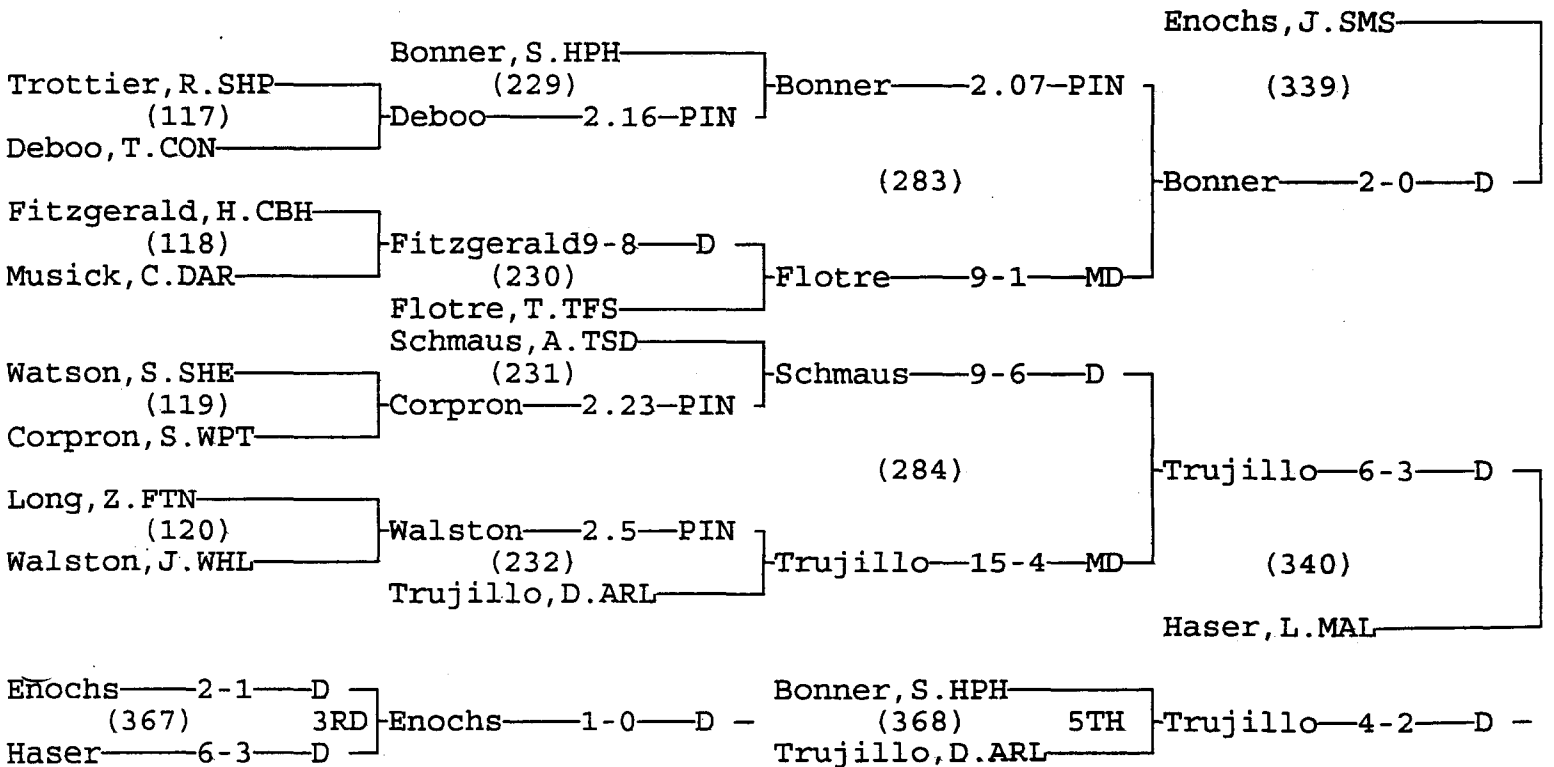 Enochs,J.SMS
Bonner,S.HPH
Trottier,R.SHP (229) Bonner 2.07 PIN (339)
(117) Deboo 2.16 PIN
Deboo,T.CON
(283) Bonner 2-0 D
Fitzgerald,H.CBH
(118) Fitzgerald9-8 D
Musick,C.DAR (230) Flotre 9-1 MD
Flotre,T.TFS
Schmaus,A.TSD
Watson,S.SHE (231) Schmaus 9-6 D
(119) Corpron 2.23 PIN
Corpron,S.WPT
(284) Trujillo 6-3 D
Long,Z.FTN
(120) Walston 2.5 PIN
Walston,J.WHL (232) Trujillo 15-4 MD (340)
Trujillo,D.ARL
Haser,L.MAL
Enochs 2-1 D Bonner,S.HPH
(367) 3RD Enochs 1-0 D (368) 5TH Trujillo 4-2 D
Haser 6-3 D Trujillo,D.ARL